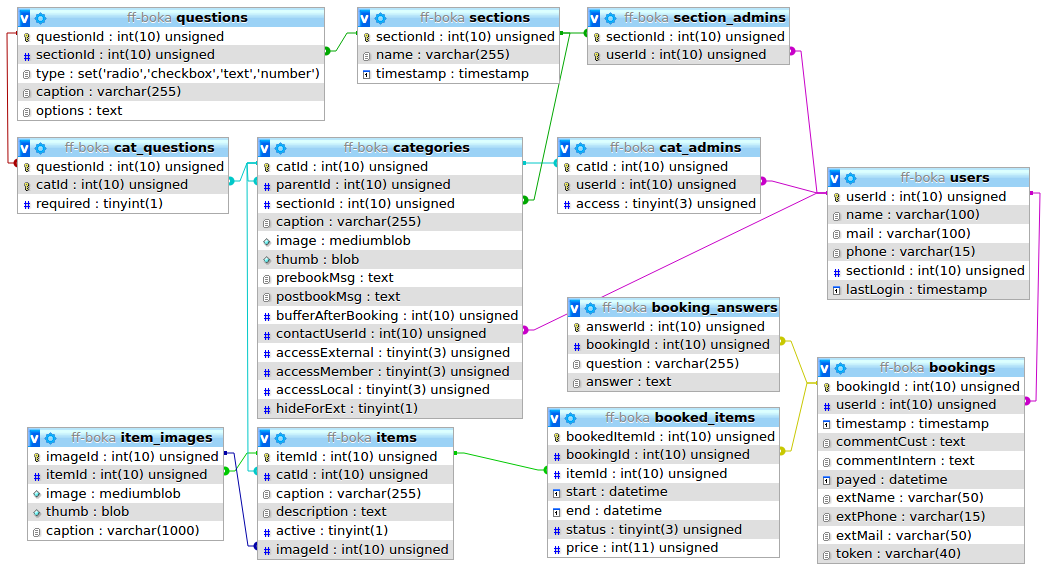 ff-boka questions
questionId : int(10) unsigned
sectionId : int(10) unsigned
type : set('radio','checkbox','text','number')
caption : varchar(255)
options : text
ff-boka sections
sectionId : int(10) unsigned
name : varchar(255)
timestamp : timestamp
ff-boka section_admins
sectionId : int(10) unsigned
userId : int(10) unsigned
ff-boka cat_questions
questionId : int(10) unsigned
catId : int(10) unsigned
required : tinyint(1)
ff-boka categories
catId : int(10) unsigned
parentId : int(10) unsigned
sectionId : int(10) unsigned
caption : varchar(255)
image : mediumblob
thumb : blob
prebookMsg : text
postbookMsg : text
bufferAfterBooking : int(10) unsigned
contactUserId : int(10) unsigned
accessExternal : tinyint(3) unsigned
accessMember : tinyint(3) unsigned
accessLocal : tinyint(3) unsigned
hideForExt : tinyint(1)
ff-boka cat_admins
catId : int(10) unsigned
userId : int(10) unsigned
access : tinyint(3) unsigned
ff-boka users
userId : int(10) unsigned
name : varchar(100)
mail : varchar(100)
phone : varchar(15)
sectionId : int(10) unsigned
lastLogin : timestamp
ff-boka booking_answers
answerId : int(10) unsigned
bookingId : int(10) unsigned
question : varchar(255)
answer : text
ff-boka bookings
bookingId : int(10) unsigned
userId : int(10) unsigned
timestamp : timestamp
commentCust : text
commentIntern : text
payed : datetime
extName : varchar(50)
extPhone : varchar(15)
extMail : varchar(50)
token : varchar(40)
ff-boka item_images
imageId : int(10) unsigned
itemId : int(10) unsigned
image : mediumblob
thumb : blob
caption : varchar(1000)
ff-boka items
itemId : int(10) unsigned
catId : int(10) unsigned
caption : varchar(255)
description : text
active : tinyint(1)
imageId : int(10) unsigned
ff-boka booked_items
bookedItemId : int(10) unsigned
bookingId : int(10) unsigned
itemId : int(10) unsigned
start : datetime
end : datetime
status : tinyint(3) unsigned
price : int(11) unsigned